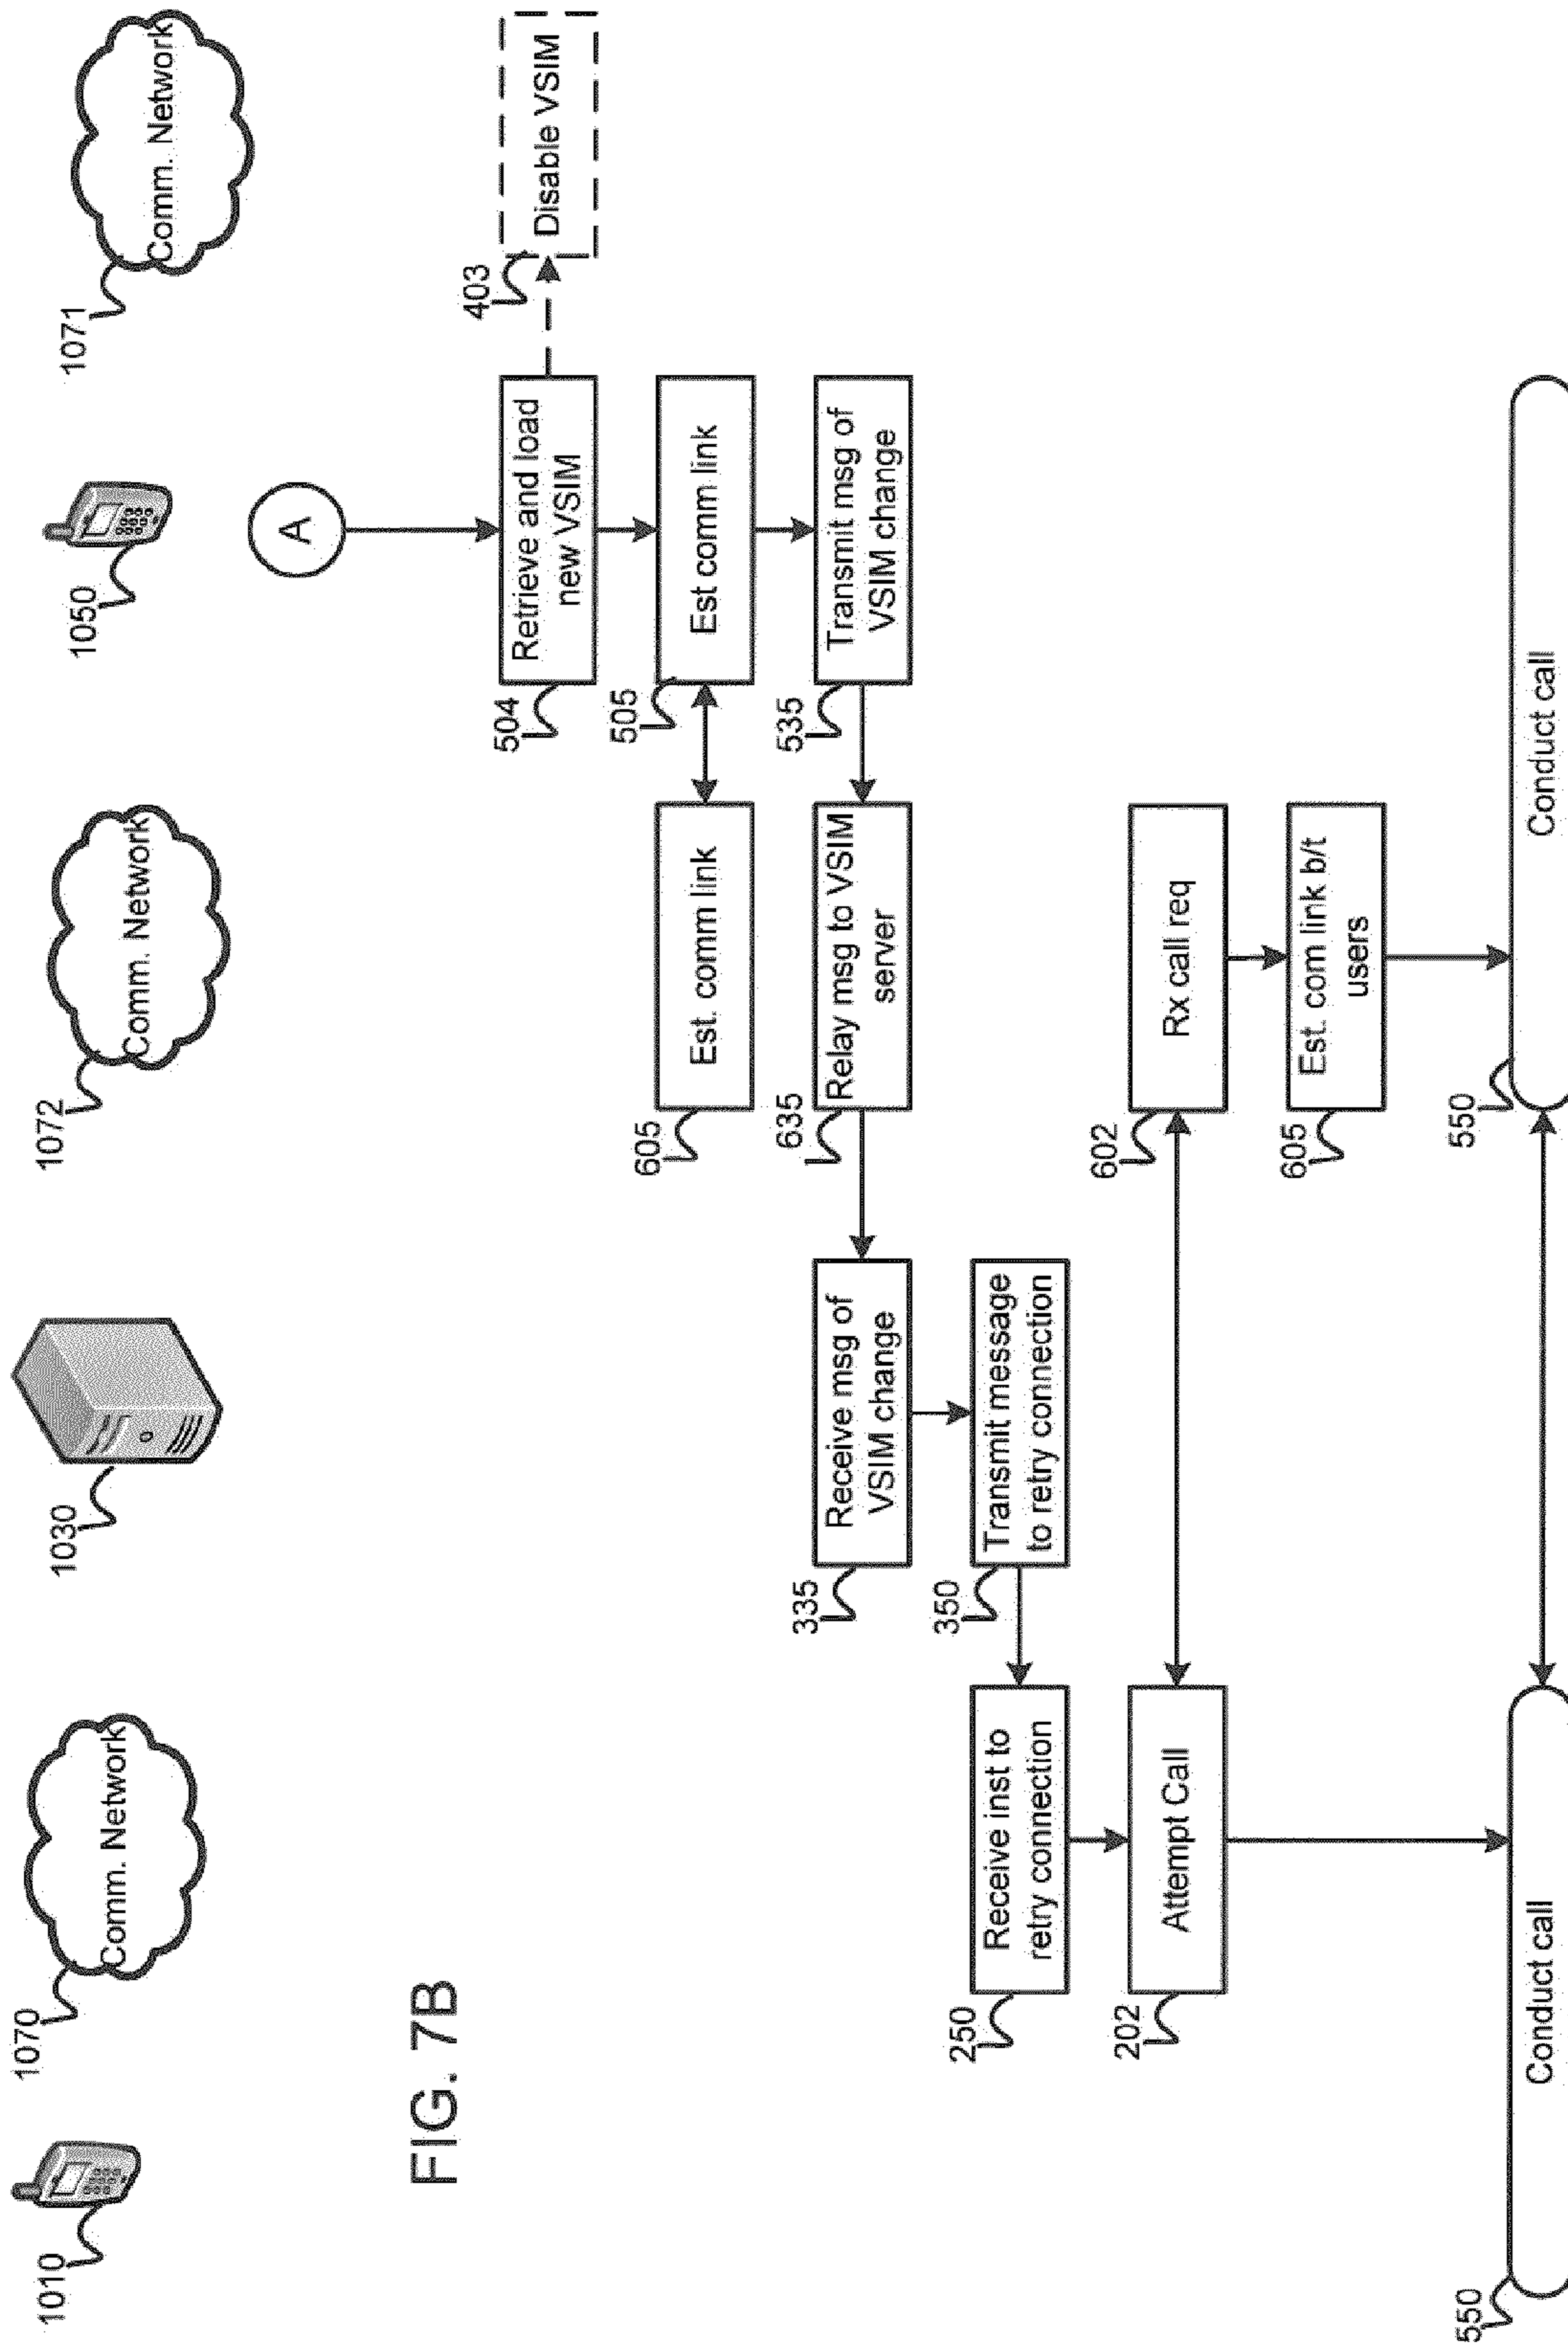 1010
1070
Comm. Network
1030
1072
Comm. Network
1050
1071
Comm. Network
FIG. 7B
A
504
Retrieve and load
new VSIM
403
Disable VSIM
605
Est. comm link
505
Est comm link
335
Receive msg of
VSIM change
635
Relay msg to VSIM
server
535
Transmit msg of
VSIM change
250
Receive inst to
retry connection
350
Transmit message
to retry connection
202
Attempt Call
602
Rx call req
605
Est. com link b/t
users
550
Conduct call
550
Conduct call